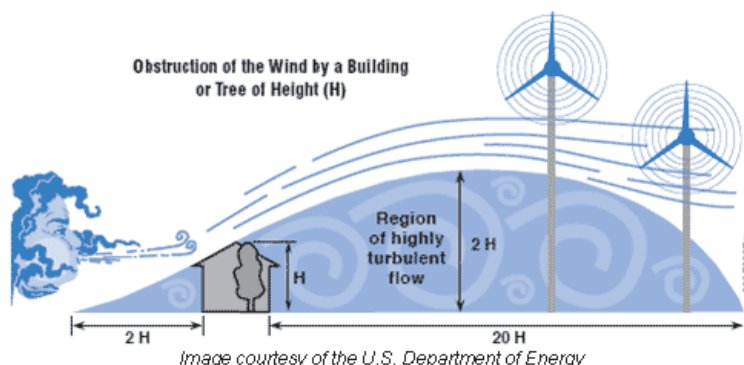 Obstruction of the Wind by a Building
or Tree of Height (H)
Region
of highly
turbulent
flow
2 H
H
2 H
20 H
Image courtesy of the U.S. Department of Energy